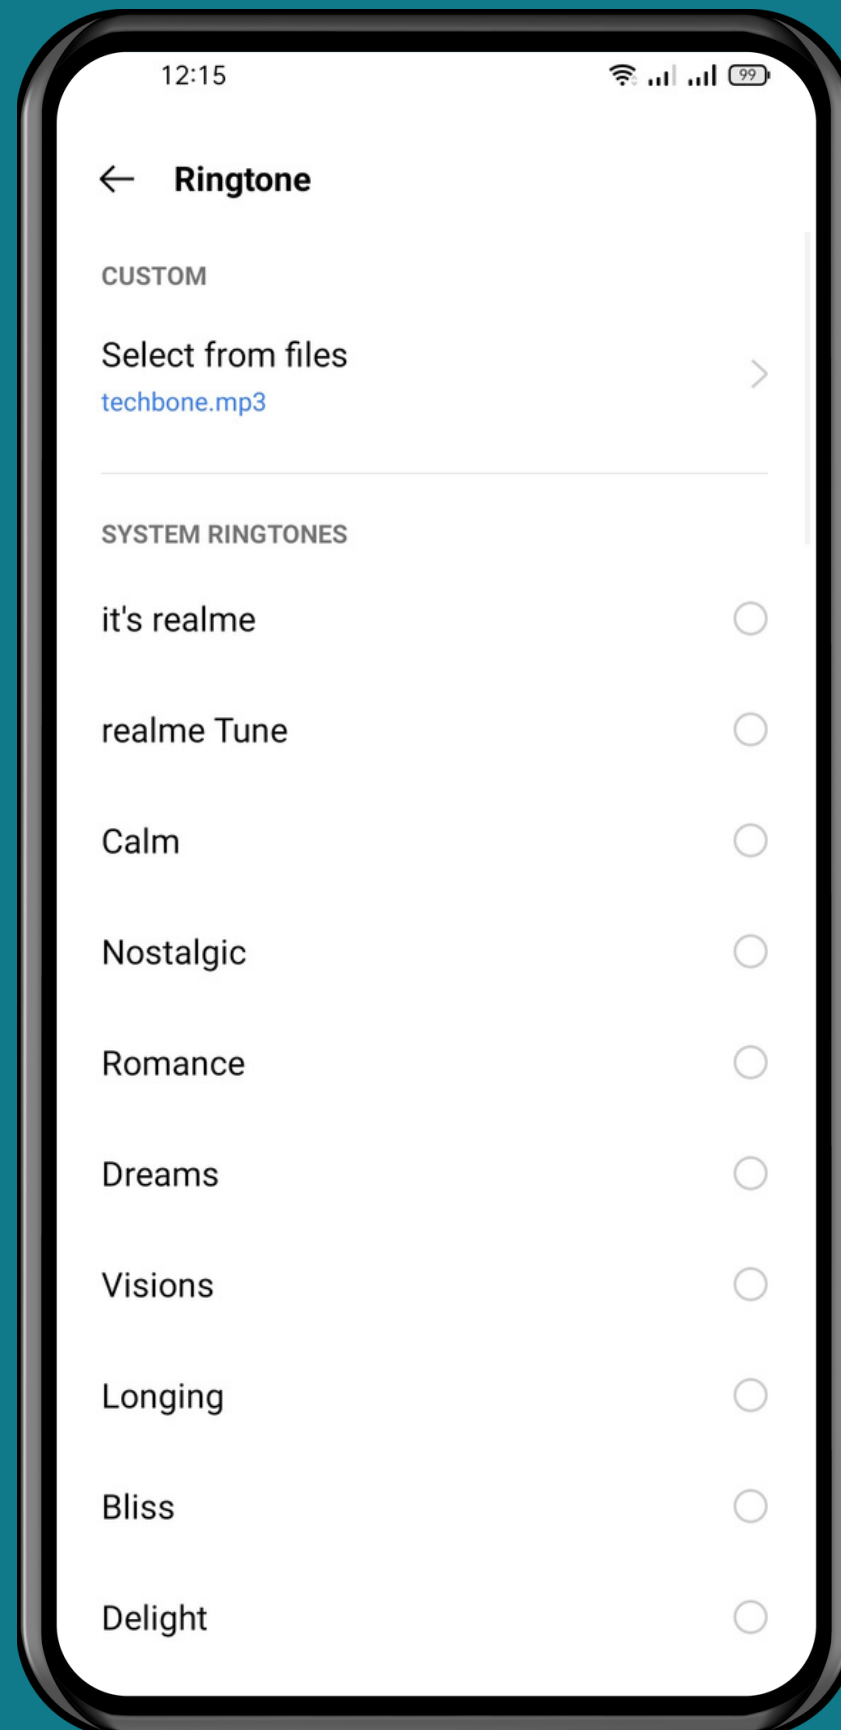 12:15
99
Ringtone
CUSTOM
Select from files
techbone.mp3
SYSTEM RINGTONES
it's realme
realme Tune
Calm
Nostalgic
Romance
Dreams
Visions
Longing
Bliss
Delight